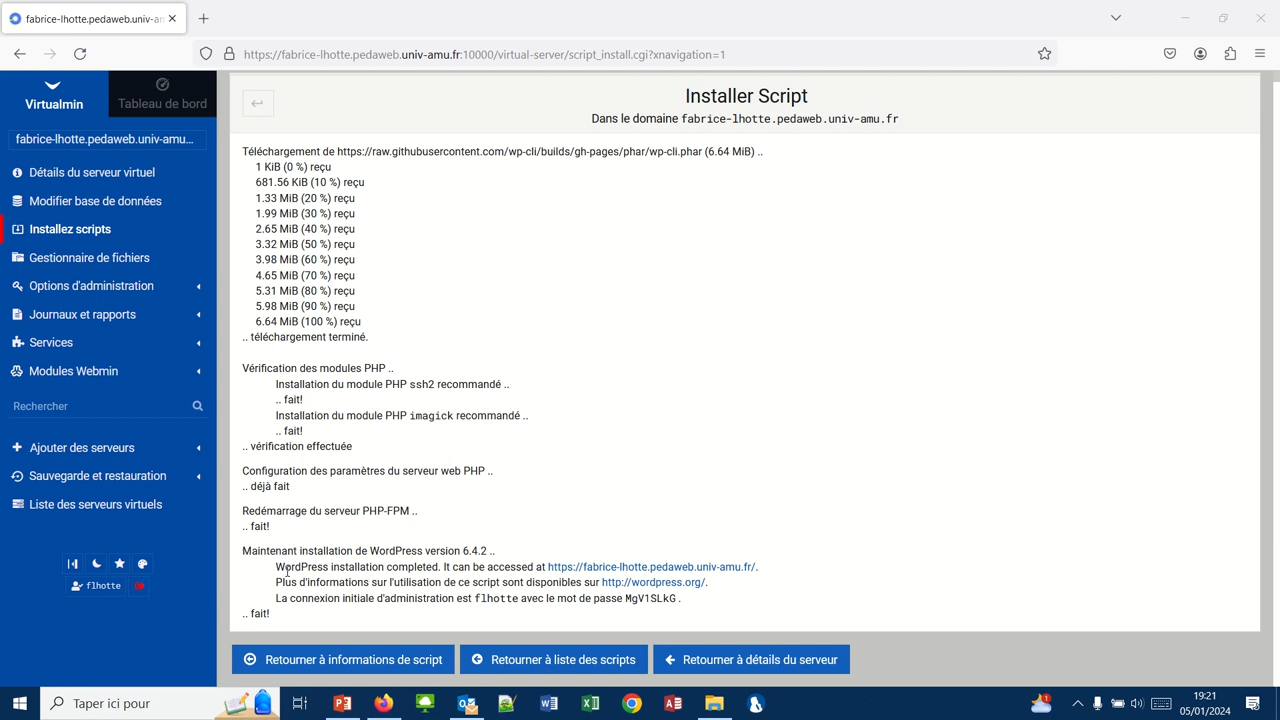 fabrice-lhotte.pedaweb.univ-am
https://fabrice-lhotte.pedaweb.univ-amu.fr:10000/virtual-server/script_install.cgi?xnavigation=1
Virtualmin
Tableau de bord
fabrice-lhotte.pedaweb.univ-amu...
Détails du serveur virtuel
Modifier base de données
Installez scripts
Gestionnaire de fichiers
Options d'administration
Journaux et rapports
Services
Modules Webmin
Rechercher
Ajouter des serveurs
Sauvegarde et restauration
Liste des serveurs virtuels
flhotte
Installer Script
Dans le domaine fabrice-lhotte.pedaweb.univ-amu.fr
Téléchargement de https://raw.githubusercontent.com/wp-cli/builds/gh-pages/phar/wp-cli.phar (6.64 MiB) ..
1 KiB (0 %) reçu
681.56 KiB (10 %) reçu
1.33 MiB (20 %) reçu
1.99 MiB (30 %) reçu
2.65 MiB (40 %) reçu
3.32 MiB (50 %) reçu
3.98 MiB (60 %) reçu
4.65 MiB (70 %) reçu
5.31 MiB (80 %) reçu
5.98 MiB (90 %) reçu
6.64 MiB (100 %) reçu
.. téléchargement terminé.
Vérification des modules PHP ..
Installation du module PHP ssh2 recommandé ..
.. fait!
Installation du module PHP imagick recommandé ..
.. fait!
.. vérification effectuée
Configuration des paramètres du serveur web PHP ..
.. déjà fait
Redémarrage du serveur PHP-FPM ..
.. fait!
Maintenant installation de WordPress version 6.4.2 ..
WordPress installation completed. It can be accessed at https://fabrice-lhotte.pedaweb.univ-amu.fr/.
Plus d'informations sur l'utilisation de ce script sont disponibles sur http://wordpress.org/.
La connexion initiale d'administration est flhotte avec le mot de passe MgV1SLkG .
.. fait!
Retourner à informations de script
Retourner à liste des scripts
Retourner à détails du serveur
Taper ici pour
1
19:21
05/01/2024